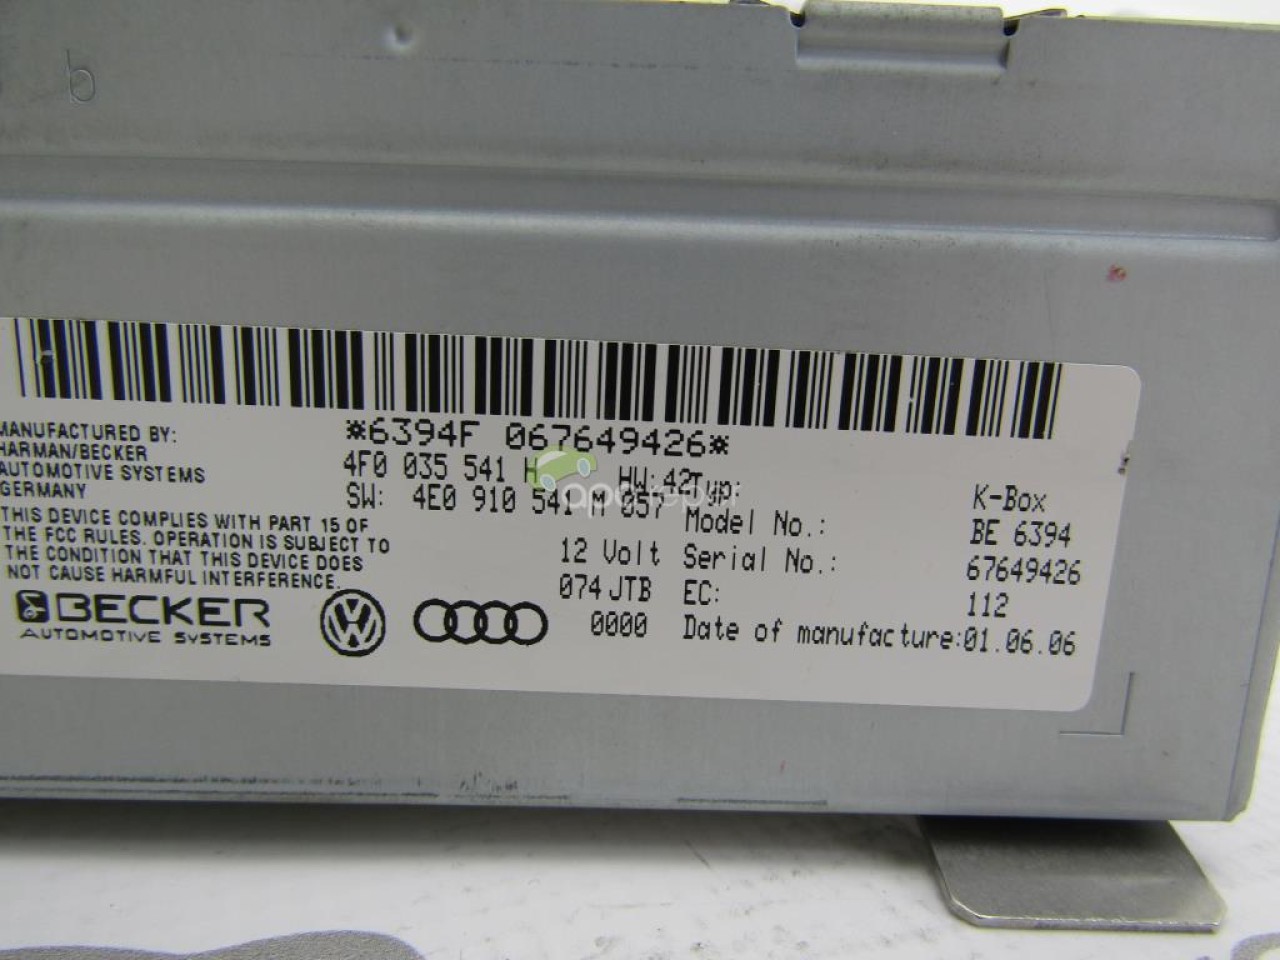 b
*6394F 067649426*
MANUFACTURED BY:
HARMAN/BECKER
AUTOMOTIVE SYSTEMS
GERMANY
4F0 035 541 H HW:42
SW: 4E0 910 541 M 057
THIS DEVICE COMPLIES WITH PART 15 OF
THE FCC RULES. OPERATION IS SUBJECT TO
THE CONDITION THAT THIS DEVICE DOES
NOT CAUSE HARMFUL INTERFERENCE.
12 Volt
074 JTB
0000
Typ: K-Box
Model No.: BE 6394
Serial No.: 67649426
EC: 112
Date of manufacture:01.06.06
BECKER
AUTOMOTIVE SYSTEMS